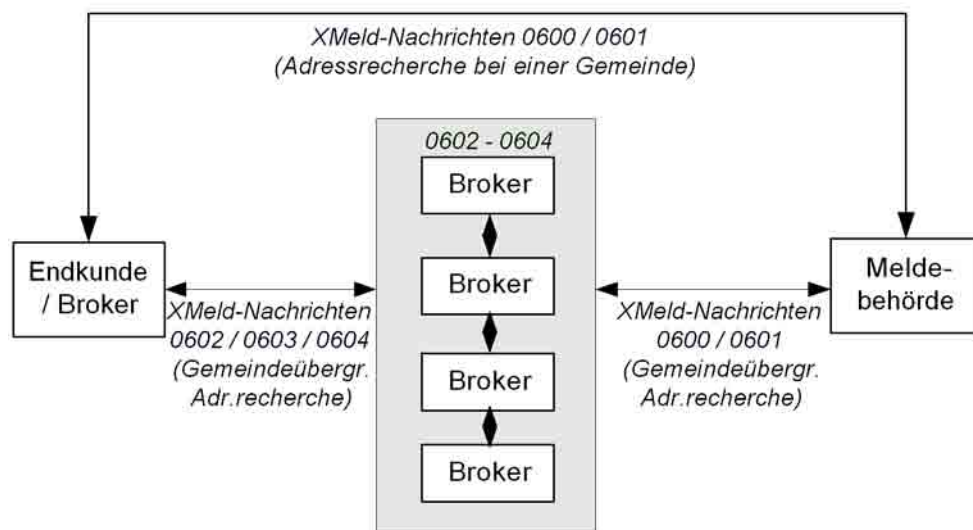 XMeld-Nachrichten 0600 / 0601
(Adressrecherche bei einer Gemeinde)
0602 - 0604
Broker
Broker
Broker
Broker
Endkunde
/ Broker
XMeld-Nachrichten
0602 / 0603 / 0604
(Gemeindeübergr.
Adr.recherche)
XMeld-Nachrichten
0600 / 0601
(Gemeindeübergr.
Adr.recherche)
Melde-
behörde